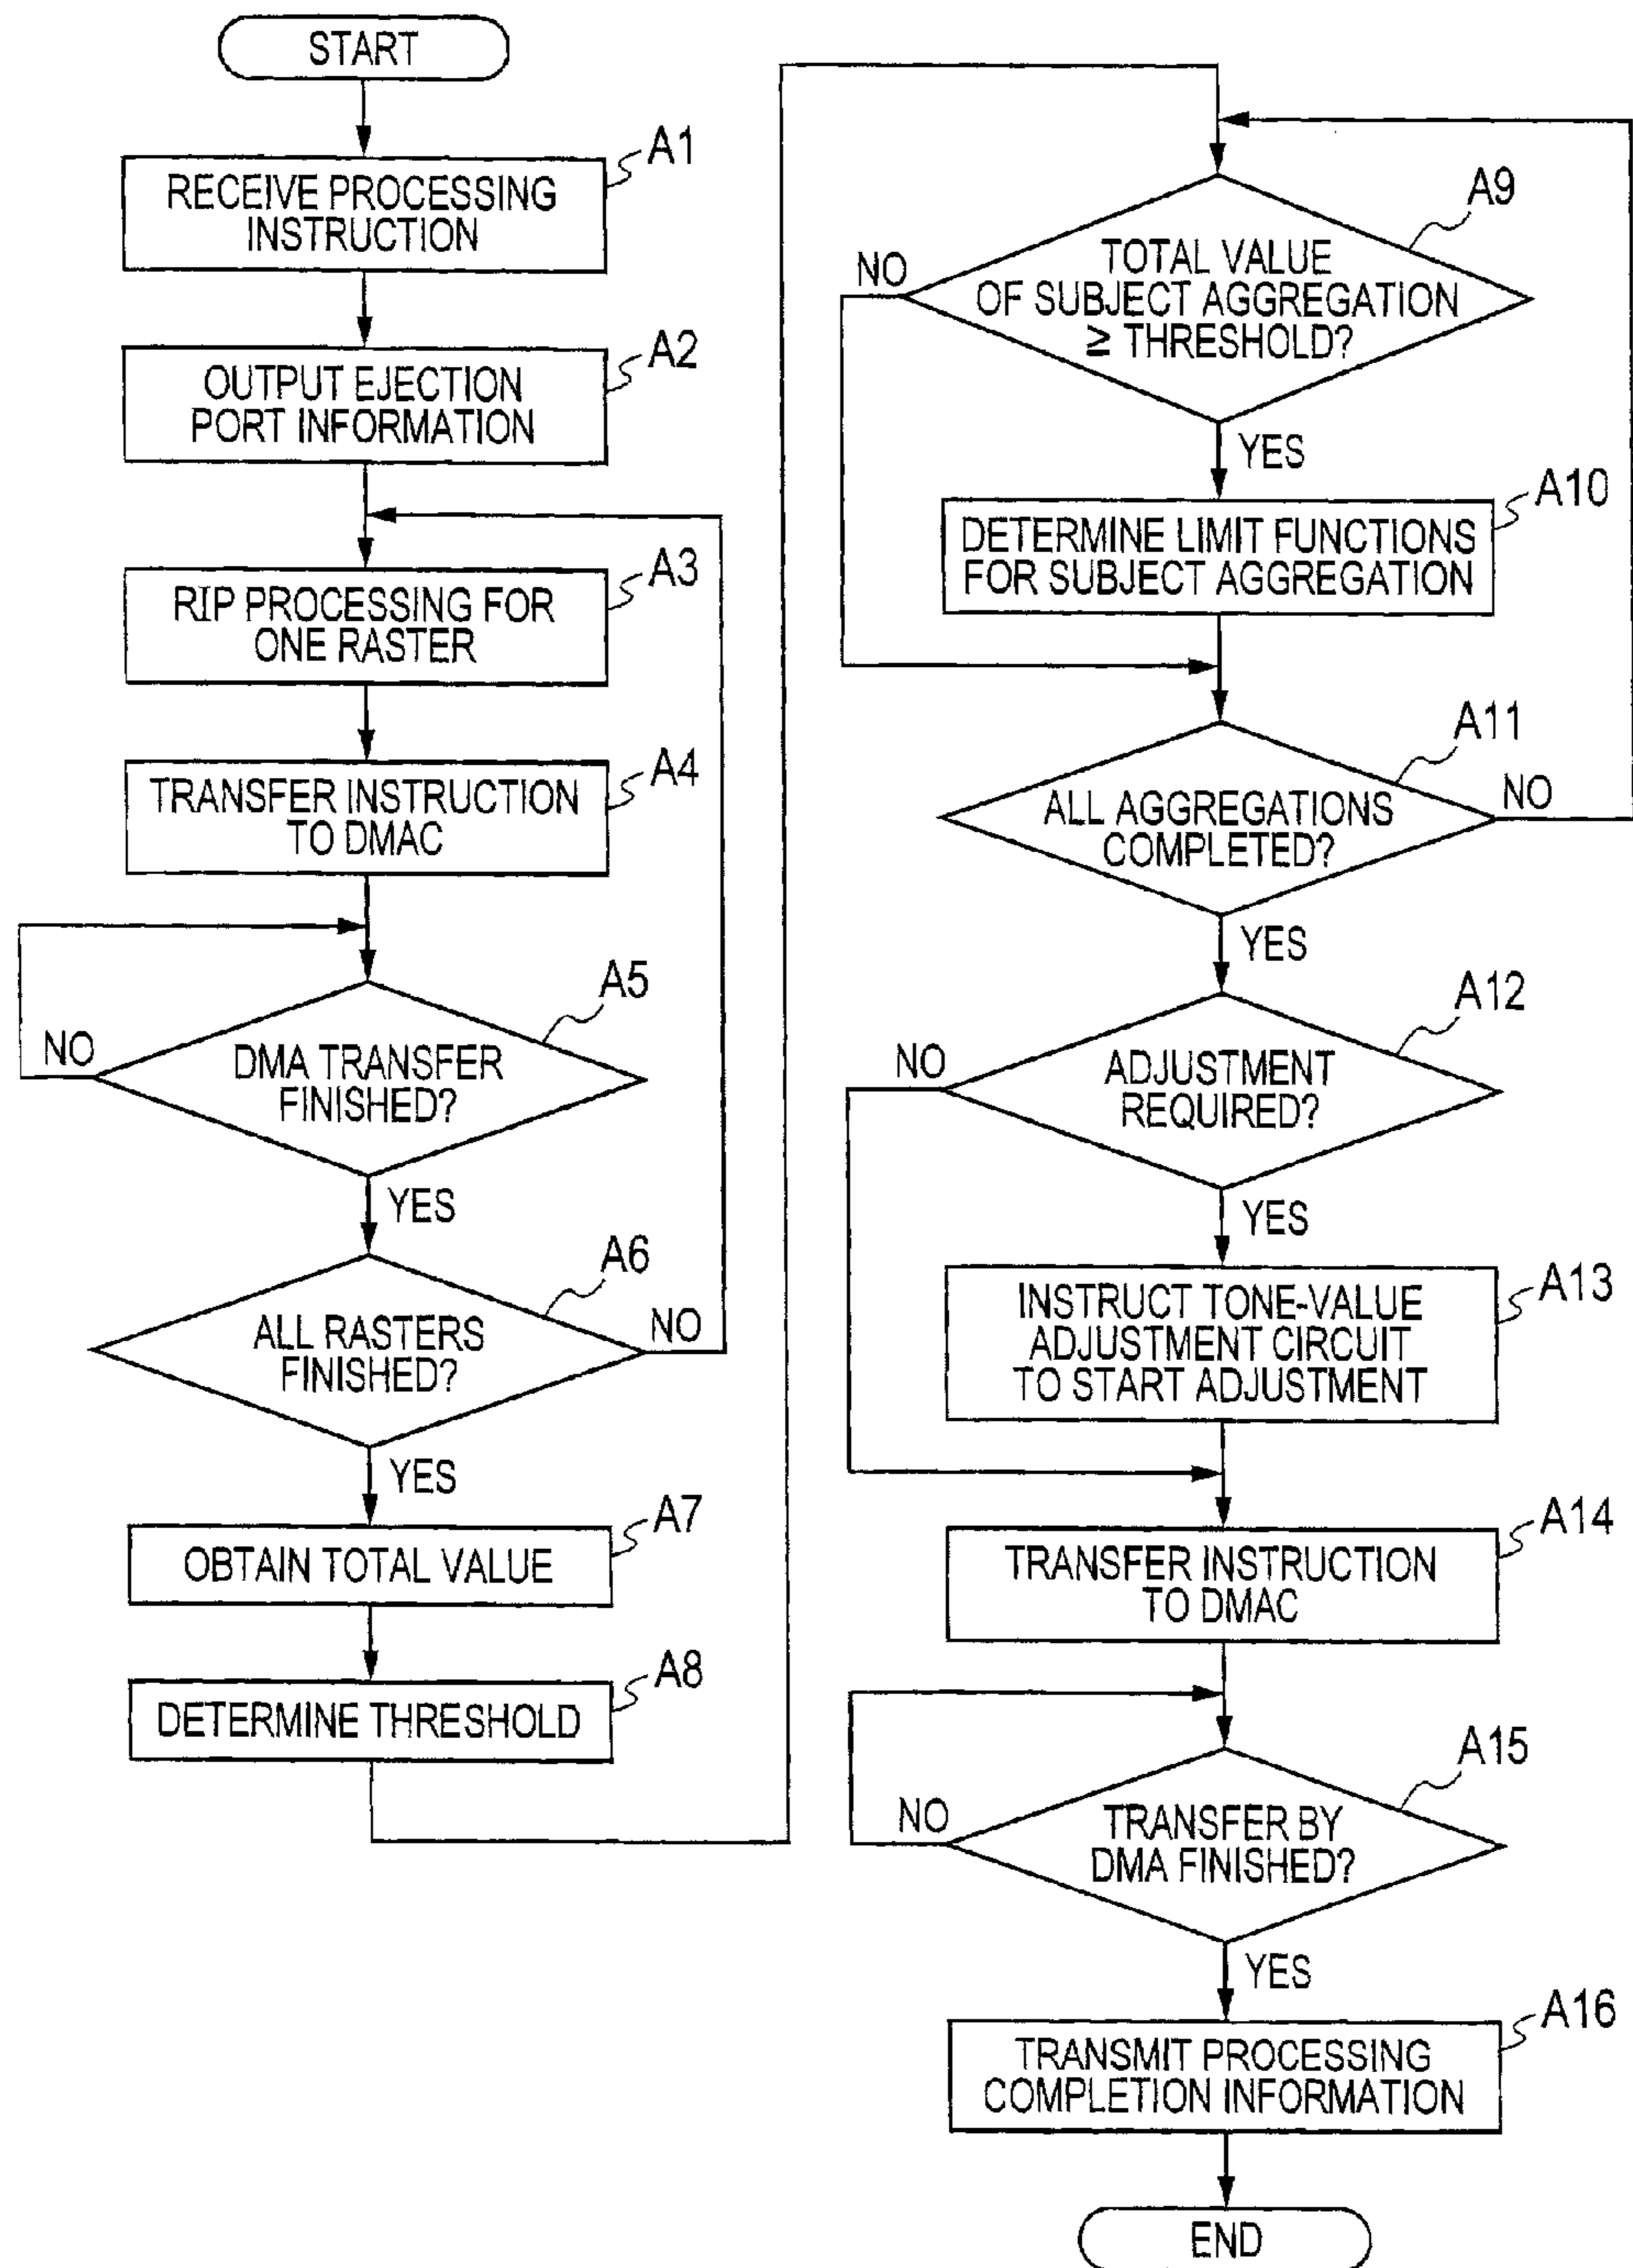 START
A1
RECEIVE PROCESSING
INSTRUCTION
A2
OUTPUT EJECTION
PORT INFORMATION
A3
RIP PROCESSING FOR
ONE RASTER
A4
TRANSFER INSTRUCTION
TO DMAC
A5
NO
DMA TRANSFER
FINISHED?
YES
A6
ALL RASTERS
FINISHED?
NO
YES
A7
OBTAIN TOTAL VALUE
A8
DETERMINE THRESHOLD
A9
NO
TOTAL VALUE
OF SUBJECT AGGREGATION
≧ THRESHOLD?
YES
A10
DETERMINE LIMIT FUNCTIONS
FOR SUBJECT AGGREGATION
A11
ALL AGGREGATIONS
COMPLETED?
NO
YES
A12
NO
ADJUSTMENT
REQUIRED?
YES
A13
INSTRUCT TONE-VALUE
ADJUSTMENT CIRCUIT
TO START ADJUSTMENT
A14
TRANSFER INSTRUCTION
TO DMAC
A15
NO
TRANSFER BY
DMA FINISHED?
YES
A16
TRANSMIT PROCESSING
COMPLETION INFORMATION
END